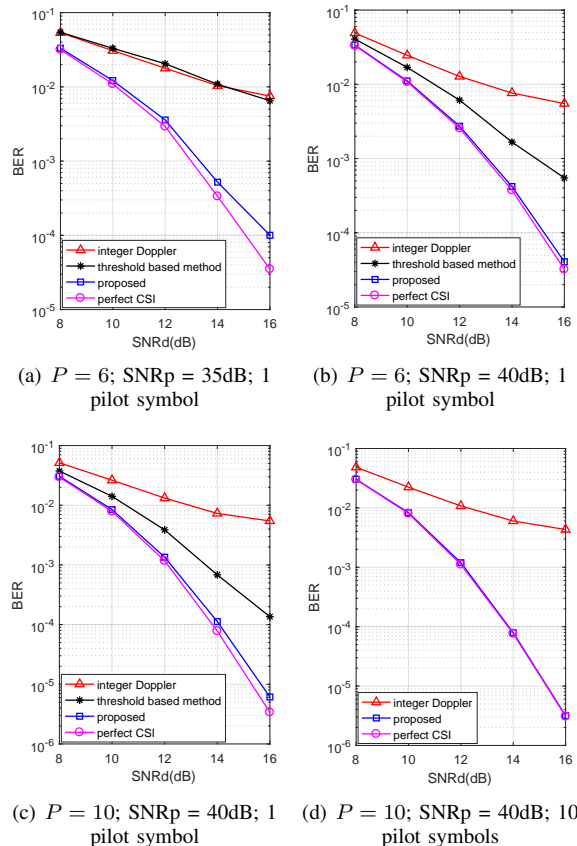 10^-1
10^-2
10^-3
10^-4
10^-5
BER
integer Doppler
threshold based method
proposed
perfect CSI
8 10 12 14 16
SNRd(dB)
(a) P = 6; SNRp = 35dB; 1
pilot symbol
10^-1
10^-2
10^-3
10^-4
10^-5
BER
integer Doppler
threshold based method
proposed
perfect CSI
8 10 12 14 16
SNRd(dB)
(b) P = 6; SNRp = 40dB; 1
pilot symbol
10^-1
10^-2
10^-3
10^-4
10^-5
10^-6
BER
integer Doppler
threshold based method
proposed
perfect CSI
8 10 12 14 16
SNRd(dB)
(c) P = 10; SNRp = 40dB; 1
pilot symbol
10^-1
10^-2
10^-3
10^-4
10^-5
10^-6
BER
integer Doppler
proposed
perfect CSI
8 10 12 14 16
SNRd(dB)
(d) P = 10; SNRp = 40dB; 10
pilot symbols